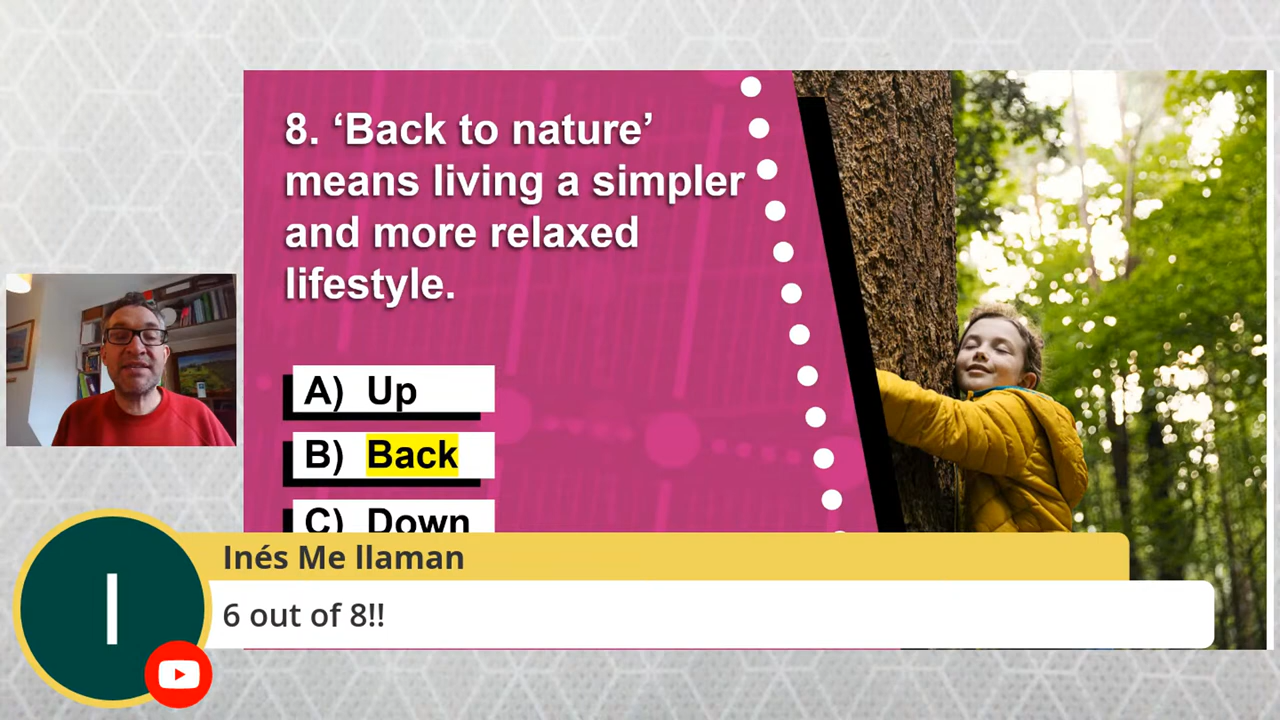 8. ‘Back to nature’
means living a simpler
and more relaxed
lifestyle.
A) Up
B) Back
C) Down
Inés Me llaman
I
6 out of 8!!